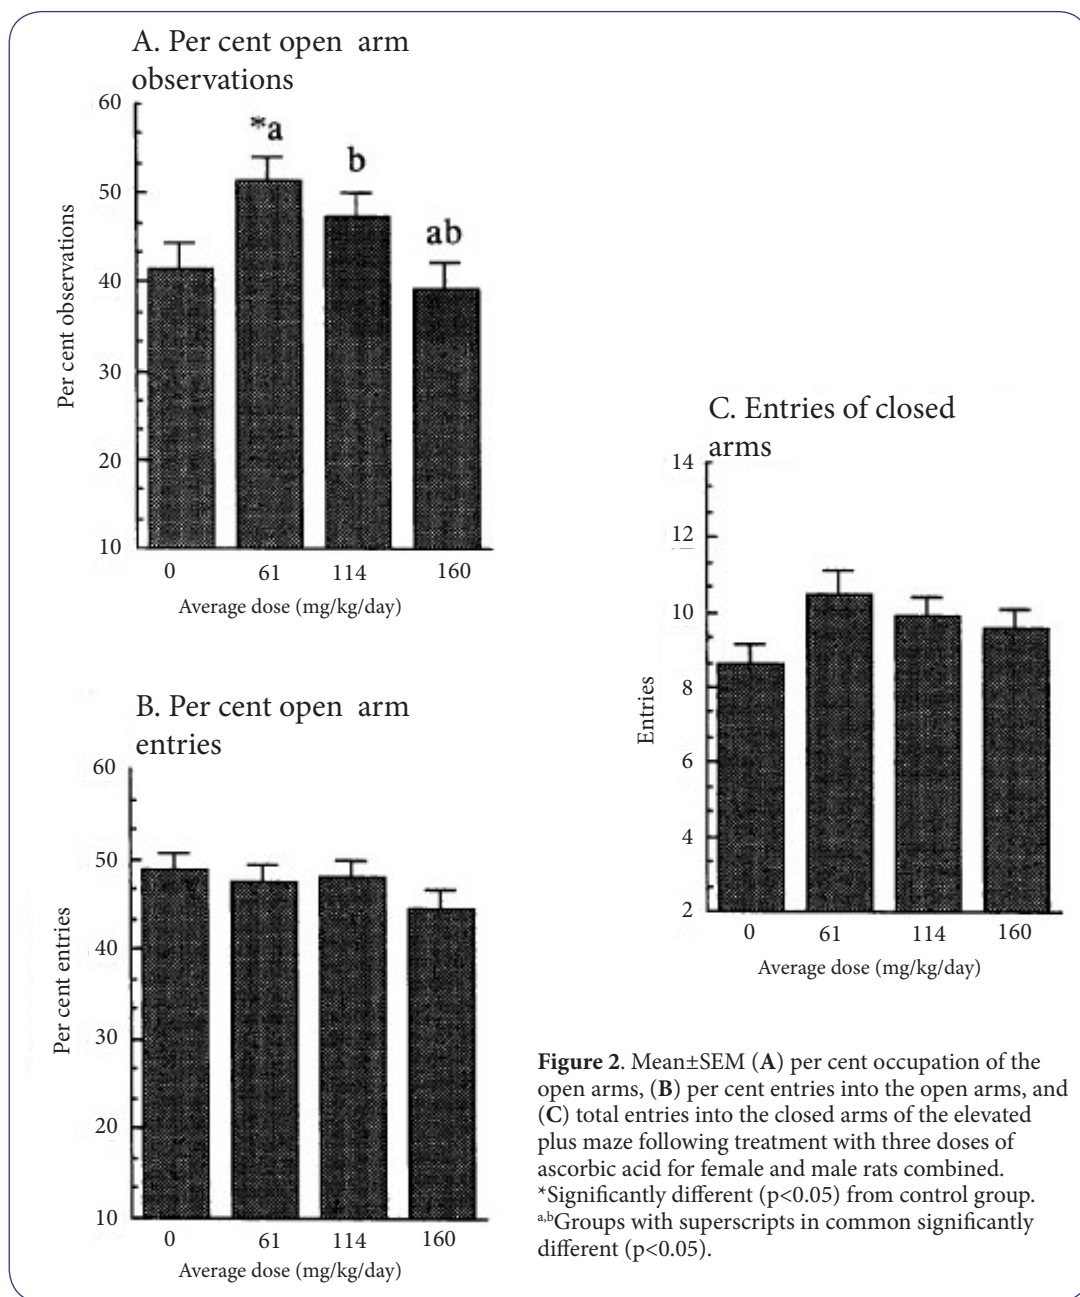 A. Per cent open arm
observations
60
50
40
30
20
10
*a
b
ab
Per cent observations
0 61 114 160
Average dose (mg/kg/day)
B. Per cent open arm
entries
60
50
40
30
20
10
Per cent entries
0 61 114 160
Average dose (mg/kg/day)
C. Entries of closed
arms
14
12
10
8
6
4
2
Entries
0 61 114 160
Average dose (mg/kg/day)
Figure 2. Mean±SEM (A) per cent occupation of the
open arms, (B) per cent entries into the open arms, and
(C) total entries into the closed arms of the elevated
plus maze following treatment with three doses of
ascorbic acid for female and male rats combined.
*Significantly different (p<0.05) from control group.
a,bGroups with superscripts in common significantly
different (p<0.05).